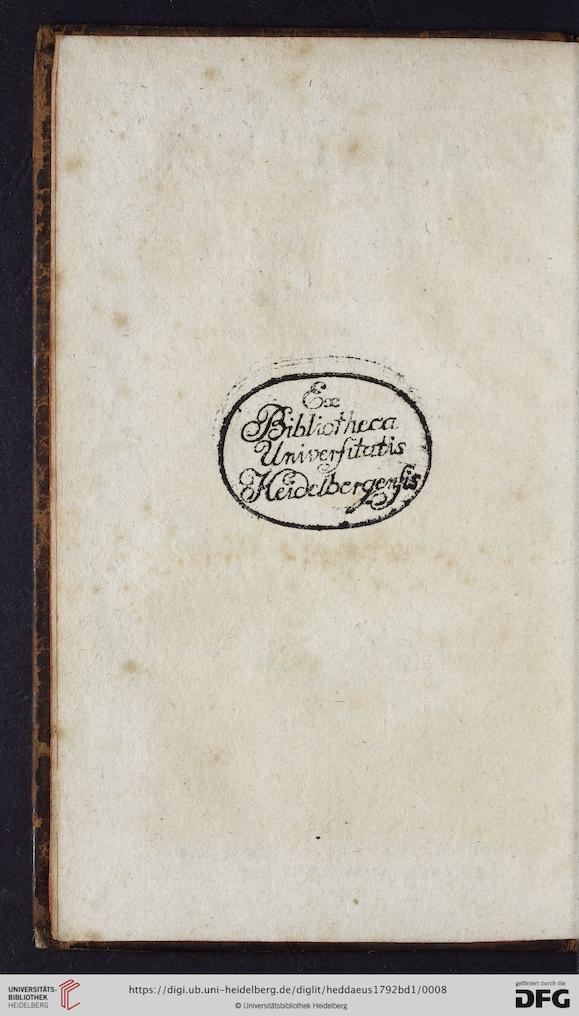 Ex
Bibliotheca
Univerſitatis
Heidelbergenſis
UNIVERSITÄTS-
BIBLIOTHEK
HEIDELBERG
https://digi.ub.uni-heidelberg.de/diglit/heddaeus1792bd1/0008
© Universitätsbibliothek Heidelberg
gefördert durch die
DFG